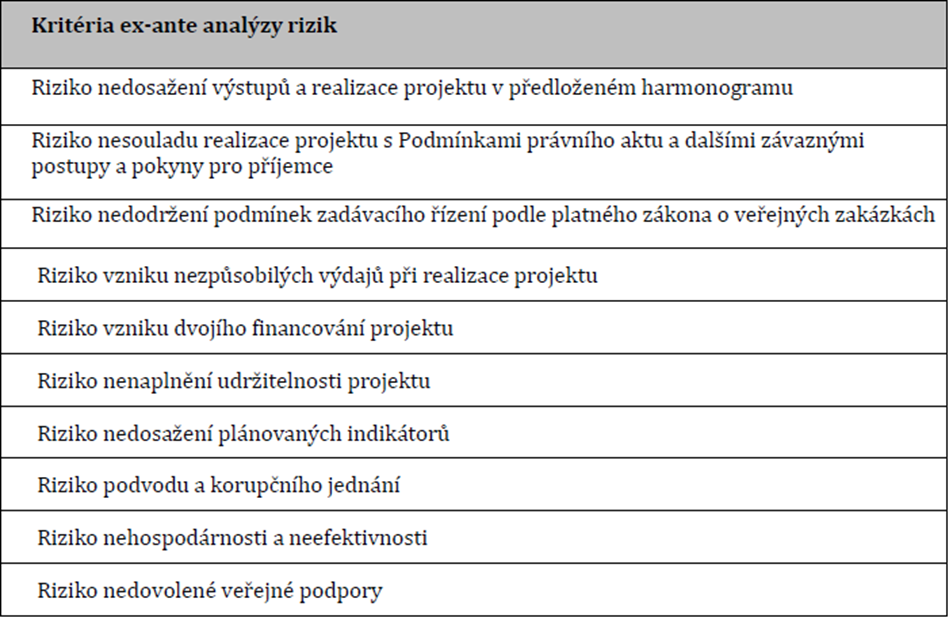 Kritéria ex-ante analýzy rizik
Riziko nedosažení výstupů a realizace projektu v předloženém harmonogramu
Riziko nesouladu realizace projektu s Podmínkami právního aktu a dalšími závaznými
postupy a pokyny pro příjemce
Riziko nedodržení podmínek zadávacího řízení podle platného zákona o veřejných zakázkách
Riziko vzniku nezpůsobilých výdajů při realizace projektu
Riziko vzniku dvojího financování projektu
Riziko nenaplnění udržitelnosti projektu
Riziko nedosažení plánovaných indikátorů
Riziko podvodu a korupčního jednání
Riziko nehospodárnosti a neefektivnosti
Riziko nedovolené veřejné podpory